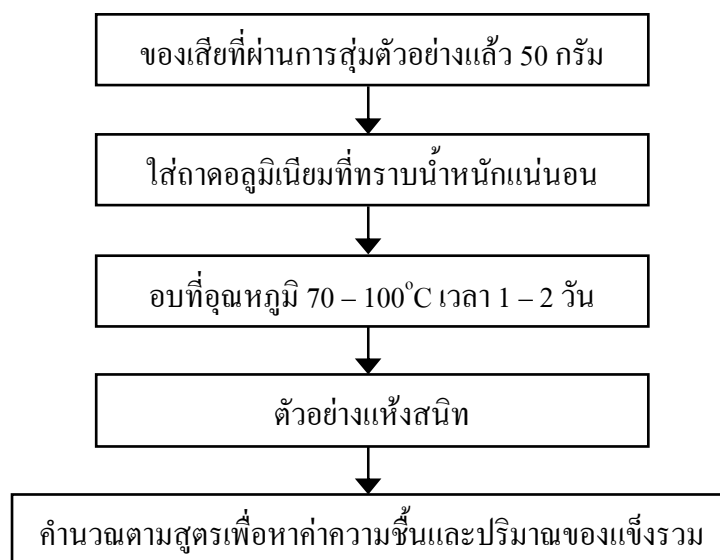 ของเสียที่ผ่านการสุ่มตัวอย่างแล้ว 50 กรัม
ใส่ถาดอลูมิเนียมที่ทราบน้ำหนักแน่นอน
อบที่อุณหภูมิ 70 – 100°C เวลา 1 – 2 วัน
ตัวอย่างแห้งสนิท
คำนวณตามสูตรเพื่อหาค่าความชื้นและปริมาณของแข็งรวม